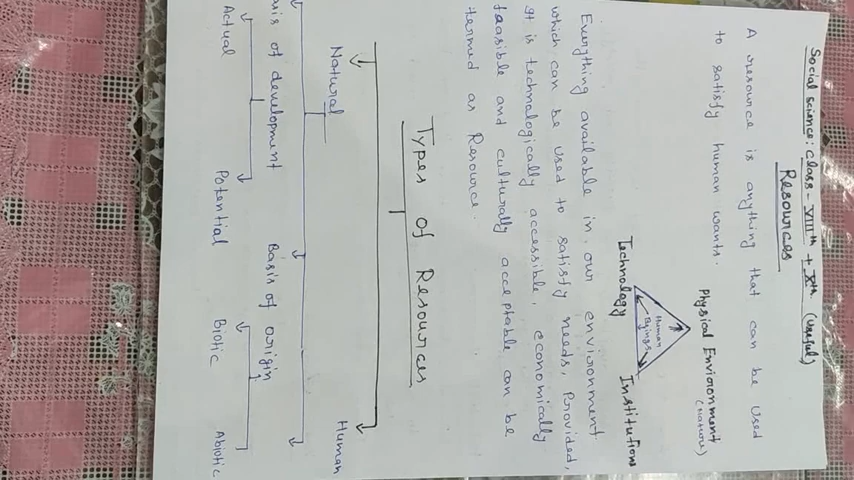 Social science: Class- VIIIth + Xth (Useful)
Resources
A resource is anything that can be used
to satisfy human wants.
Physical Environment
(nature)
Human
Beings
Technology
Institutions
Everything available in our environment
which can be used to satisfy needs, Provided,
It is technologically accessible, economically
feasible and culturally acceptable can be
termed as Resource.
Types of Resources
Natural
Human
is of development
Basis of origin
Actual
Potential
Biotic
Abiotic